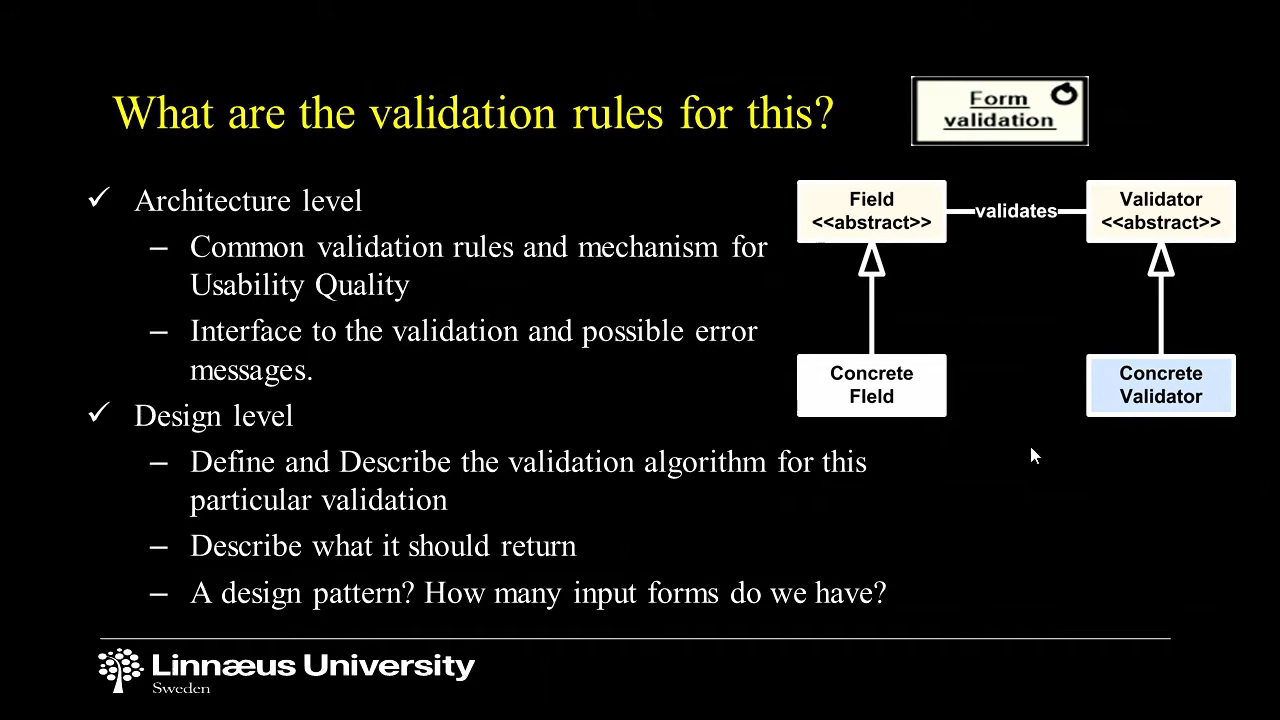 What are the validation rules for this?
Form
validation
✓ Architecture level
– Common validation rules and mechanism for
Usability Quality
– Interface to the validation and possible error
messages.
✓ Design level
– Define and Describe the validation algorithm for this
particular validation
– Describe what it should return
– A design pattern? How many input forms do we have?
Field
<<abstract>>
validates
Validator
<<abstract>>
Concrete
FIeld
Concrete
Validator
Linnæus University
Sweden